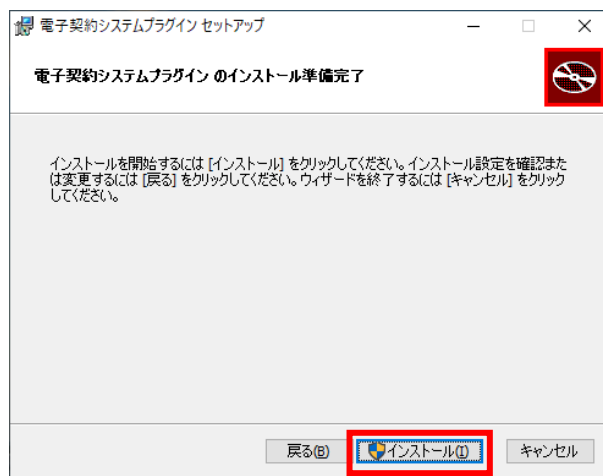 電子契約システムプラグイン セットアップ
電子契約システムプラグイン のインストール準備完了
インストールを開始するには [インストール] をクリックしてください。インストール設定を確認また
は変更するには [戻る] をクリックしてください。ウィザードを終了するには [キャンセル] をクリック
してください。
戻る(B) インストール(I) キャンセル